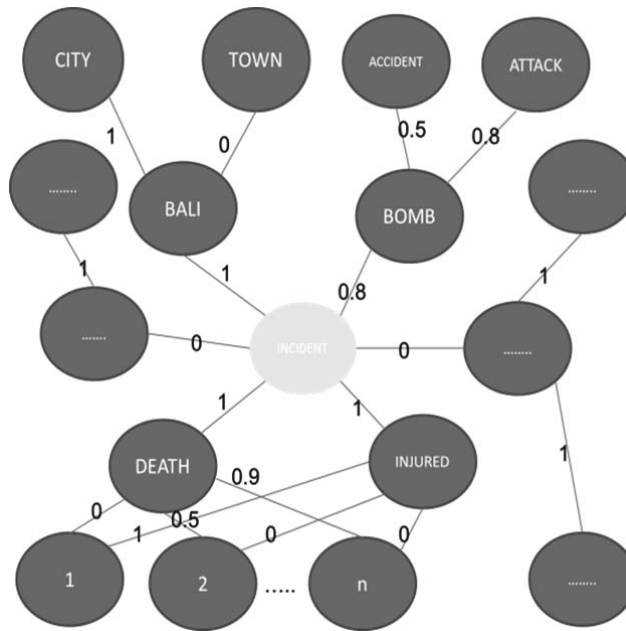 CITY
TOWN
ACCIDENT
ATTACK
1
0
0.5
0.8
........
BALI
BOMB
........
1
1
0.8
1
.......
0
INCIDENT
0
........
1
1
DEATH
INJURED
1
0.9
0
0.5
1
0
0
1
2
.....
n
........